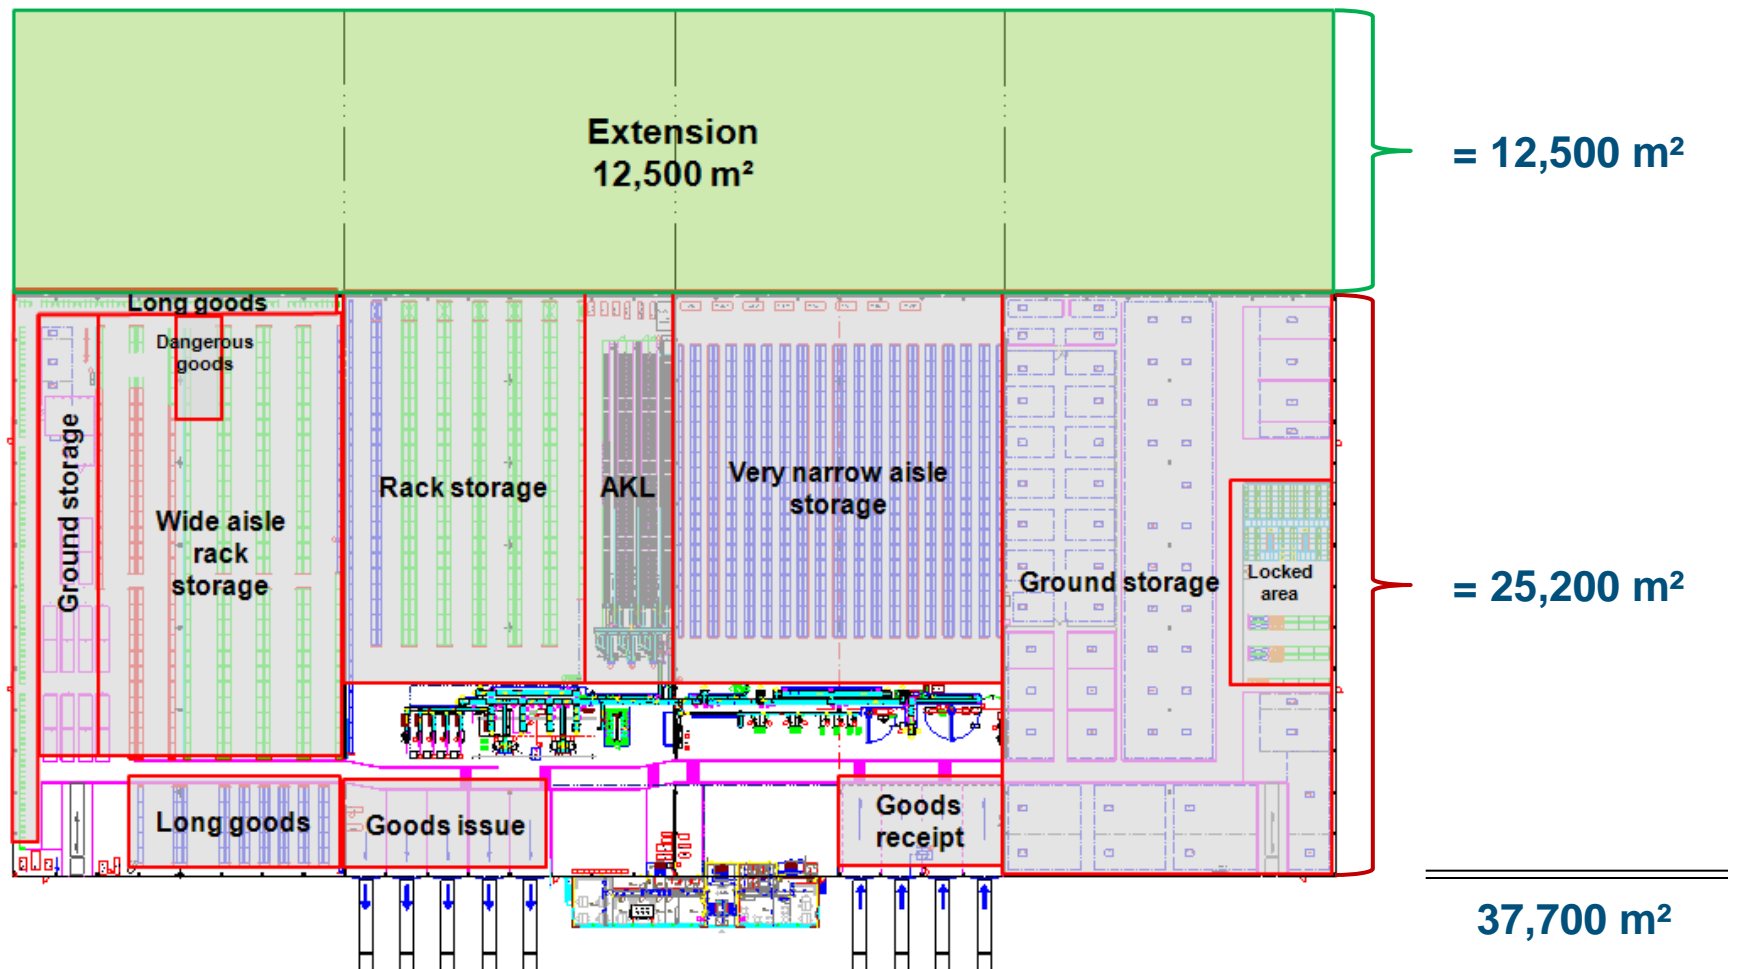 Extension
12,500 m²
= 12,500 m²
Long goods
Dangerous
goods
Ground storage
Wide aisle
rack
storage
Rack storage
AKL
Very narrow aisle
storage
Ground storage
Locked
area
= 25,200 m²
Long goods
Goods issue
Goods
receipt
37,700 m²